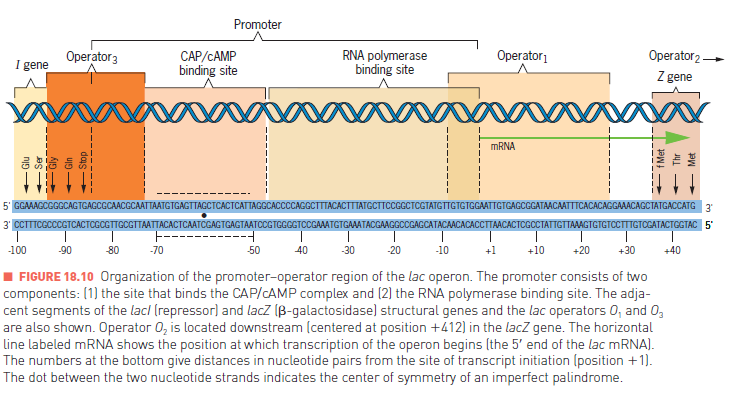 Promoter
I gene
Operator3
CAP/cAMP
binding site
RNA polymerase
binding site
Operator1
Operator2
Z gene
mRNA
Glu
Ser
Gly
Gln
Stop
f Met
Thr
Met
5' GGAAAGCGGGCAGTGAGCGCAACGCAATTAATGTGAGTTAGCTCACTCATTAGGCACCCCAGGCTTTACACTTTATGCTTCCGGCTCGTATGTTGTGTGGAATTGTGAGCGGATAACAATTTCACACAGGAAACAGCTATGACCATG 3'
3' CCTTTCGCCCGTCACTCGCGTTGCGTTAATTACACTCAATCGAGTGAGTAATCCGTGGGGTCCGAAATGTGAAATACGAAGGCCGAGCATACAACACACCTTAACACTCGCCTATTGTTAAAGTGTGTCCTTTGTCGATACTGGTAC 5'
-100 -80 -70 -50 -40 -30 -20 -10 +1 +10 +20 +30 +40
FIGURE 18.10 Organization of the promoter–operator region of the lac operon. The promoter consists of two
components: (1) the site that binds the CAP/cAMP complex and (2) the RNA polymerase binding site. The adja-
cent segments of the lacI (repressor) and lacZ (β-galactosidase) structural genes and the lac operators O1 and O3
are also shown. Operator O2 is located downstream (centered at position +412) in the lacZ gene. The horizontal
line labeled mRNA shows the position at which transcription of the operon begins (the 5′ end of the lac mRNA).
The numbers at the bottom give distances in nucleotide pairs from the site of transcript initiation (position +1).
The dot between the two nucleotide strands indicates the center of symmetry of an imperfect palindrome.